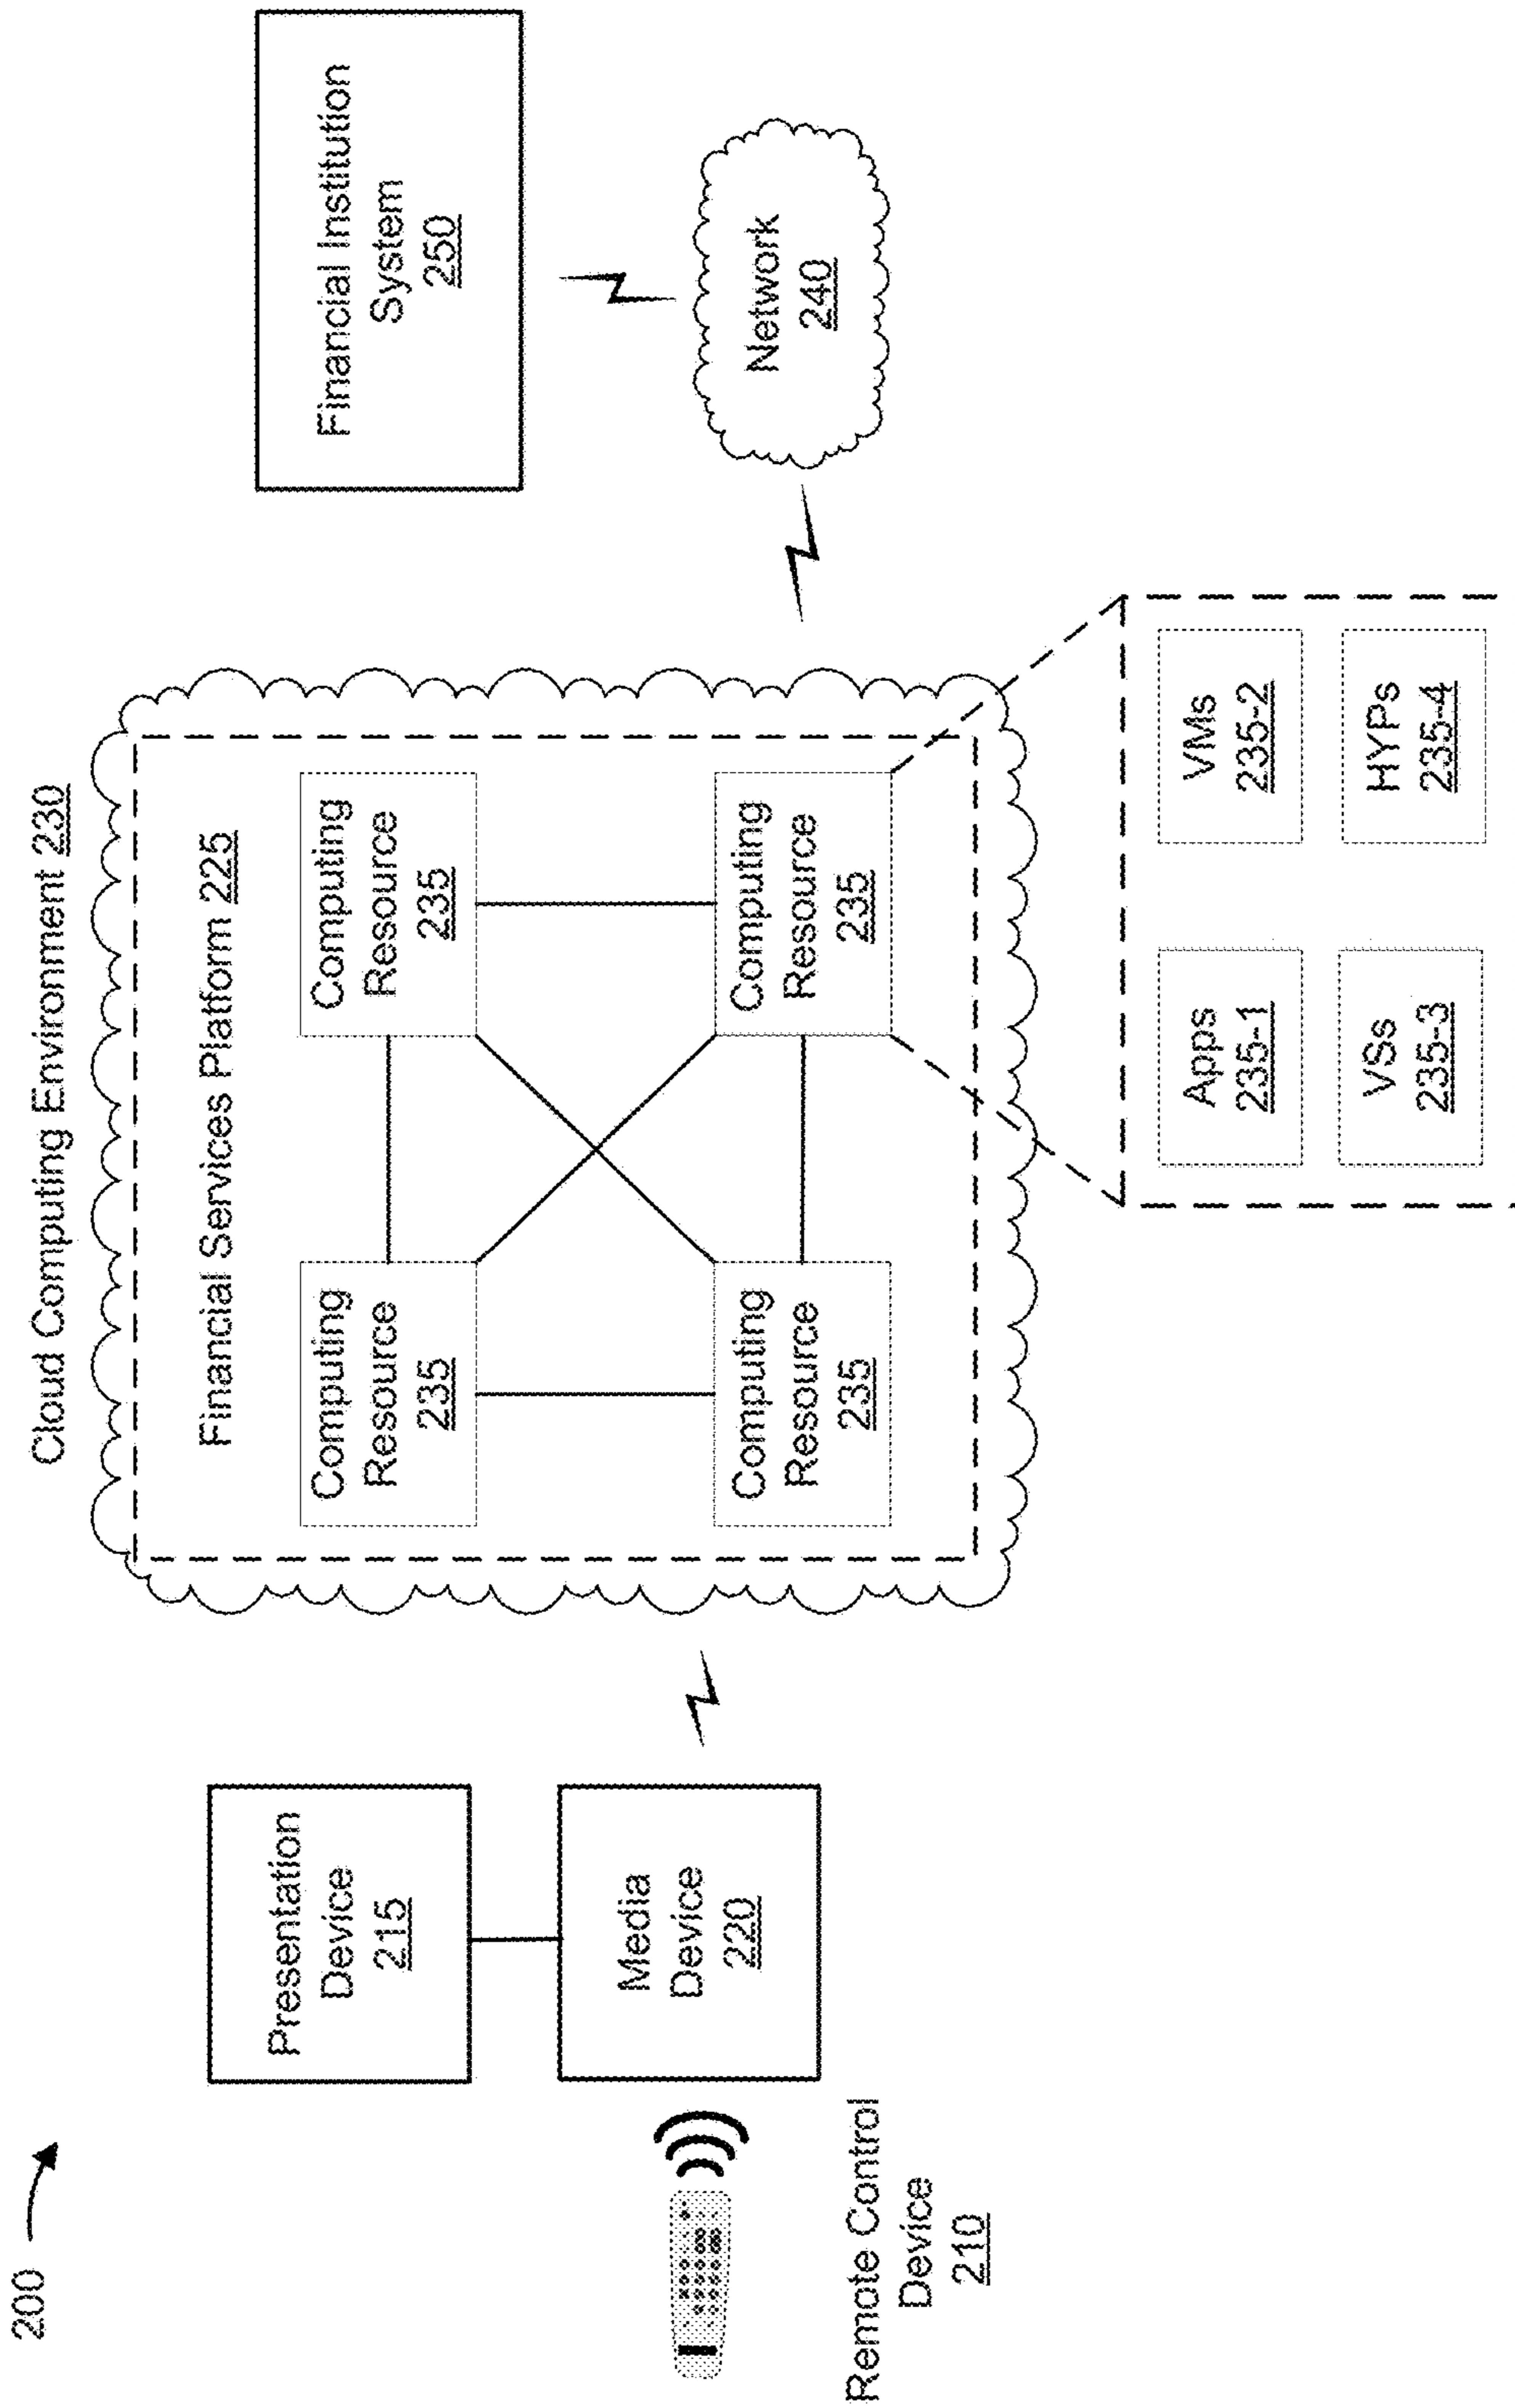 200
Cloud Computing Environment 230
Financial Services Platform 225
Presentation
Device
215
Media
Device
220
Remote Control
Device
210
Computing
Resource
235
Computing
Resource
235
Computing
Resource
235
Computing
Resource
235
Financial Institution
System
250
Network
240
Apps
235-1
VMs
235-2
VSs
235-3
HYPs
235-4